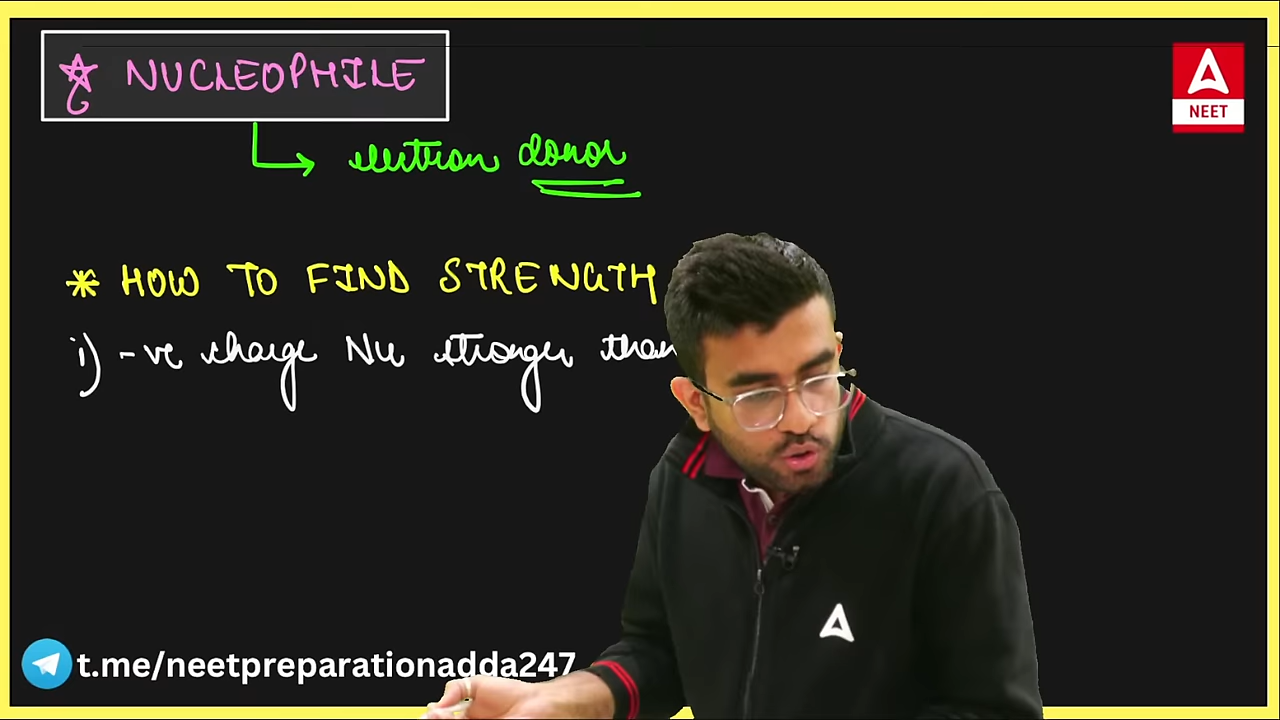 NUCLEOPHILE
NEET
electron donor
* HOW TO FIND STRENGTH
i) -ve charge Nu stronger than
t.me/neetpreparationadda247